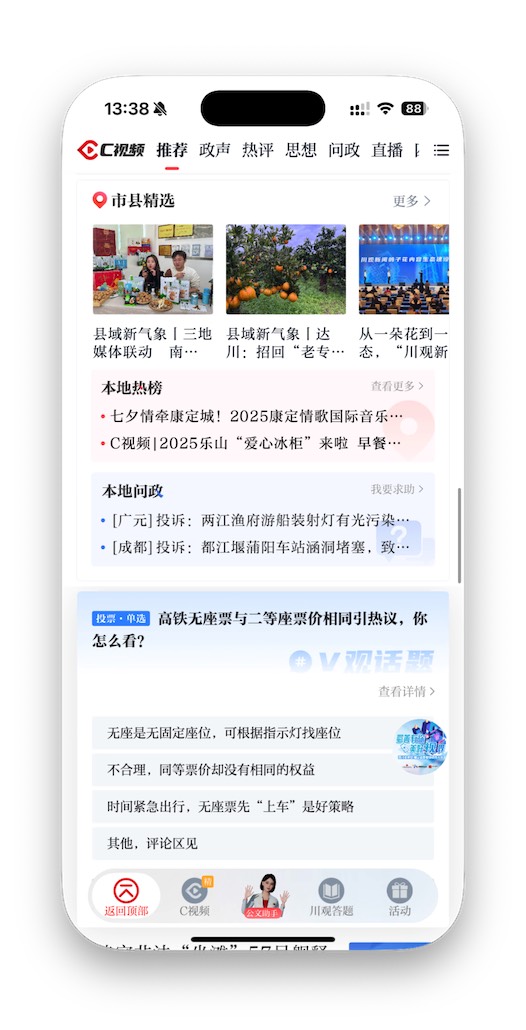 13:38
88
C视频 推荐 政声 热评 思想 问政 直播
市县精选 更多
县域新气象丨三地媒体联动 南…
县域新气象丨达川：招回“老专…
从一朵花到一
态，“川观新
本地热榜 查看更多
七夕情牵康定城！2025康定情歌国际音乐…
C视频|2025乐山“爱心冰柜”来啦 早餐…
本地问政 我要求助
[广元] 投诉：两江渔府游船装射灯有光污染…
[成都] 投诉：都江堰蒲阳车站涵洞堵塞，致…
投票·单选 高铁无座票与二等座票价相同引热议，你
怎么看？
# V观话题
查看详情
无座是无固定座位，可根据指示灯找座位
不合理，同等票价却没有相同的权益
时间紧急出行，无座票先“上车”是好策略
其他，评论区见
返回顶部 C视频 公文助手 川观答题 活动